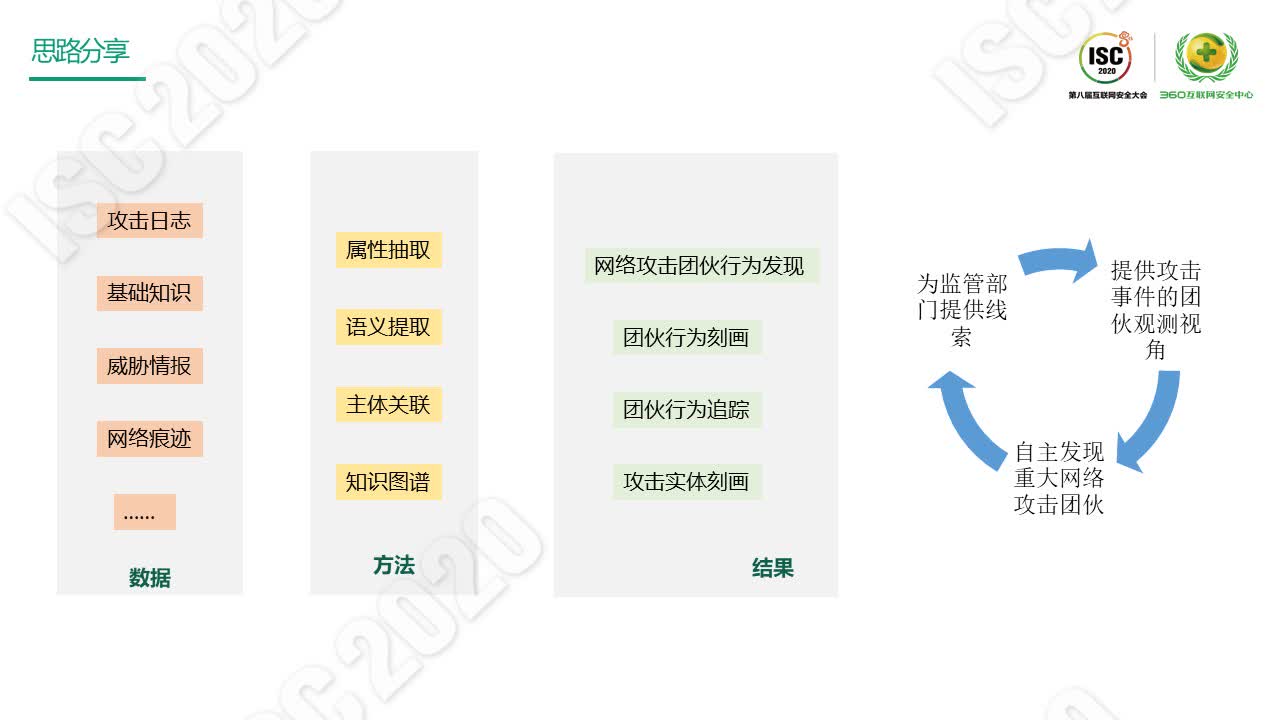 思路分享
ISC
2020
第八届互联网安全大会
360互联网安全中心
攻击日志
基础知识
威胁情报
网络痕迹
......
数据
属性抽取
语义提取
主体关联
知识图谱
方法
网络攻击团伙行为发现
团伙行为刻画
团伙行为追踪
攻击实体刻画
结果
为监管部
门提供线
索
提供攻击
事件的团
伙观测视
角
自主发现
重大网络
攻击团伙
ISC 2020
ISC 2020
ISC